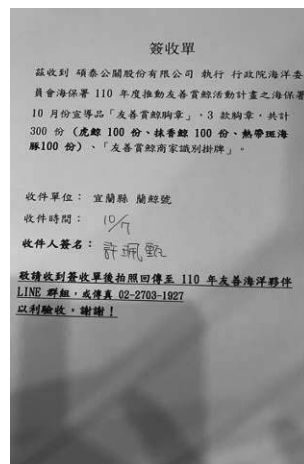 簽收單
茲收到 碩泰公關股份有限公司 執行 行政院海洋委
員會海保署 110 年度推動友善賞鯨活動計畫之海保署
10 月份宣導品「友善賞鯨胸章」，3 款胸章，共計
300 份（虎鯨 100 份、抹香鯨 100 份、熱帶斑海
豚100 份）、「友善賞鯨商家識別掛牌」。
收件單位： 宜蘭縣 蘭鯨號
收件時間： 10/7
收件人簽名： 許珮甄
敬請收到簽收單後拍照回傳至 110 年友善海洋夥伴
LINE 群組，或傳真 02-2703-1927
以利驗收，謝謝！